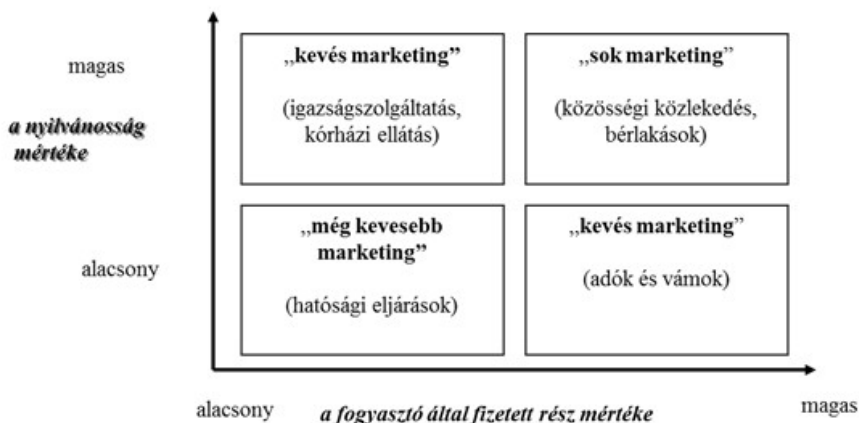 magas
a nyilvánosság
mértéke
alacsony
„kevés marketing”
(igazságszolgáltatás,
kórházi ellátás)
„sok marketing”
(közösségi közlekedés,
bérlakások)
„még kevesebb
marketing”
(hatósági eljárások)
„kevés marketing”
(adók és vámok)
alacsony
a fogyasztó által fizetett rész mértéke
magas